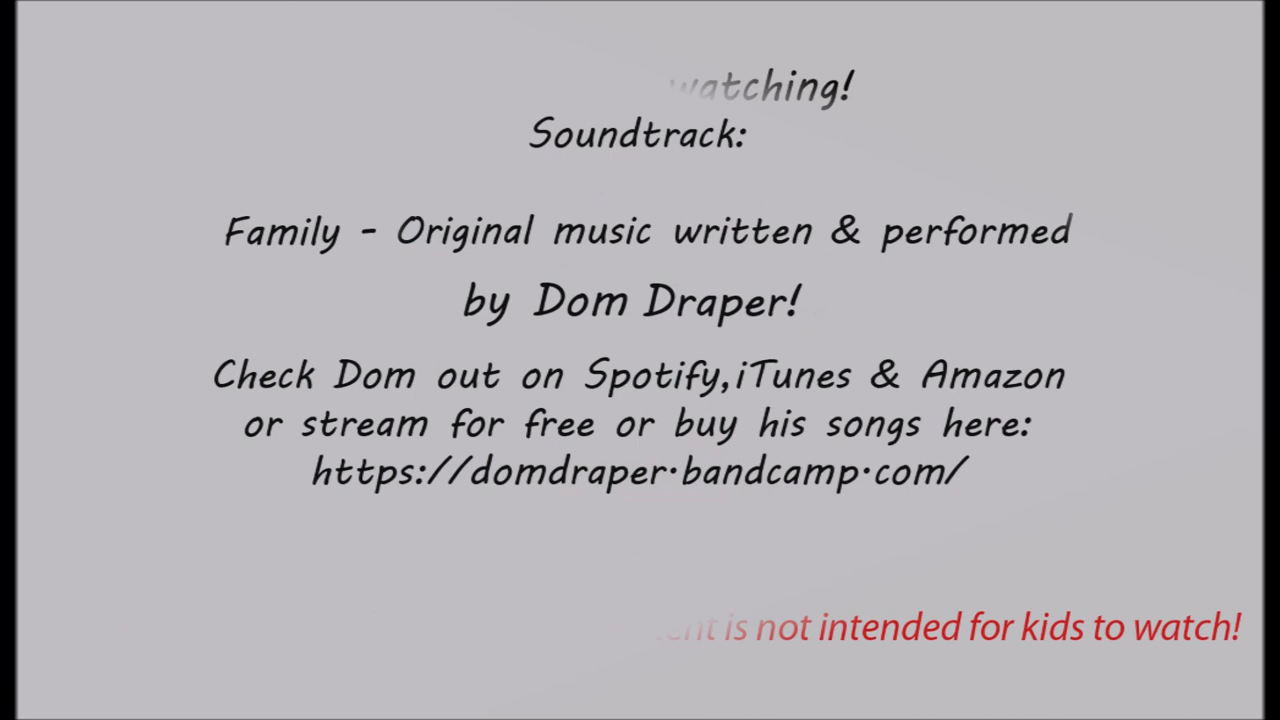 watching!
Soundtrack:
Family - Original music written & performed
by Dom Draper!
Check Dom out on Spotify,iTunes & Amazon
or stream for free or buy his songs here:
https://domdraper.bandcamp.com/
is not intended for kids to watch!